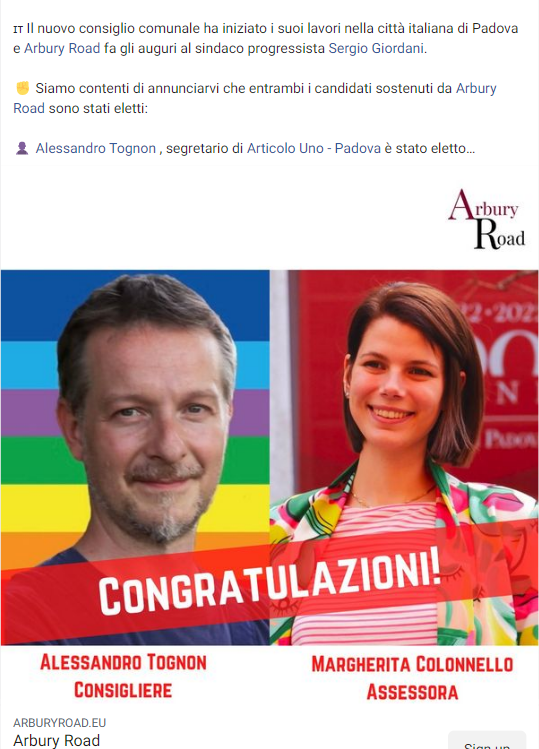 IT Il nuovo consiglio comunale ha iniziato i suoi lavori nella città italiana di Padova
e Arbury Road fa gli auguri al sindaco progressista Sergio Giordani.
✊ Siamo contenti di annunciarvi che entrambi i candidati sostenuti da Arbury
Road sono stati eletti:
👤 Alessandro Tognon , segretario di Articolo Uno - Padova è stato eletto...
Arbury
Road
2-202
CONGRATULAZIONI!
ALESSANDRO TOGNON
CONSIGLIERE
MARGHERITA COLONNELLO
ASSESSORA
ARBURYROAD.EU
Arbury Road
Sign up